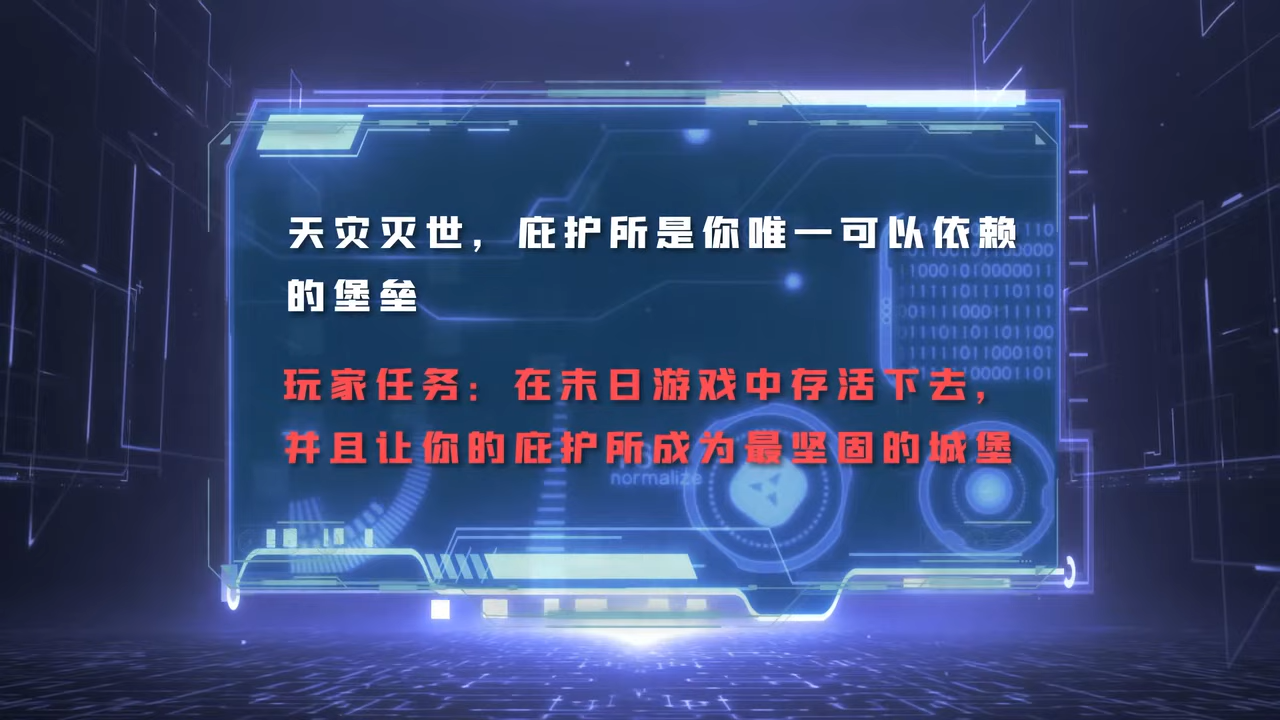 天灾灭世，庇护所是你唯一可以依赖
的堡垒
玩家任务：在末日游戏中存活下去，
并且让你的庇护所成为最坚固的城堡
normalize